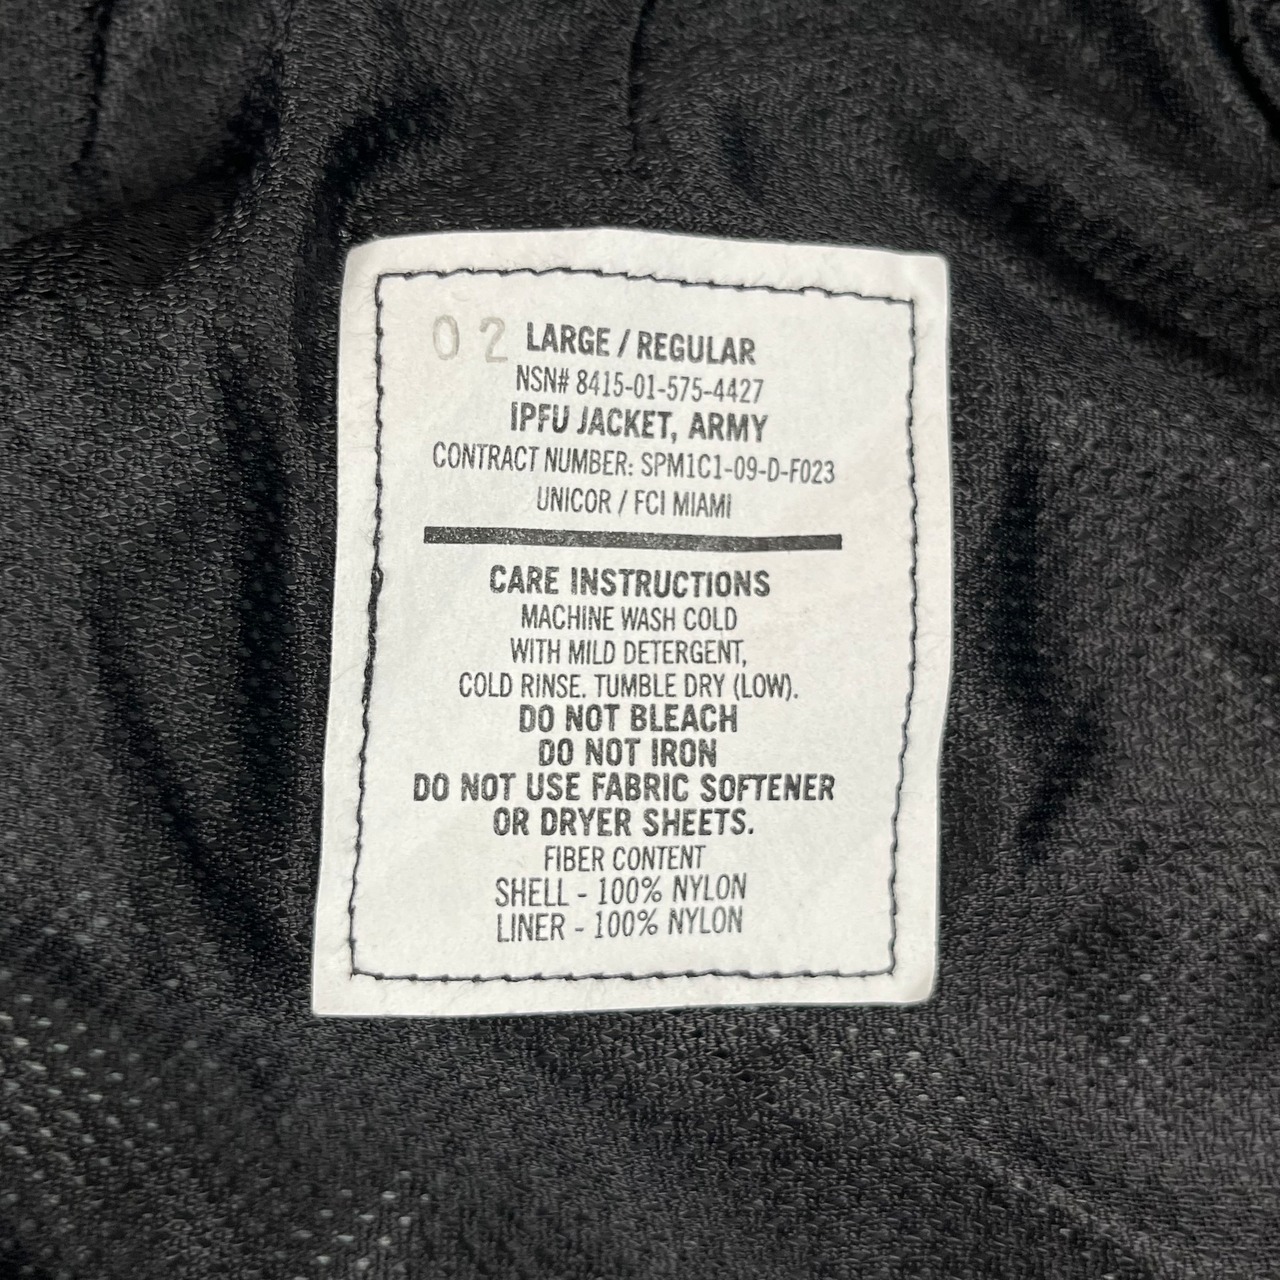 02 LARGE / REGULAR
NSN# 8415-01-575-4427
IPFU JACKET, ARMY
CONTRACT NUMBER: SPM1C1-09-D-F023
UNICOR / FCI MIAMI
CARE INSTRUCTIONS
MACHINE WASH COLD
WITH MILD DETERGENT,
COLD RINSE. TUMBLE DRY (LOW).
DO NOT BLEACH
DO NOT IRON
DO NOT USE FABRIC SOFTENER
OR DRYER SHEETS.
FIBER CONTENT
SHELL - 100% NYLON
LINER - 100% NYLON